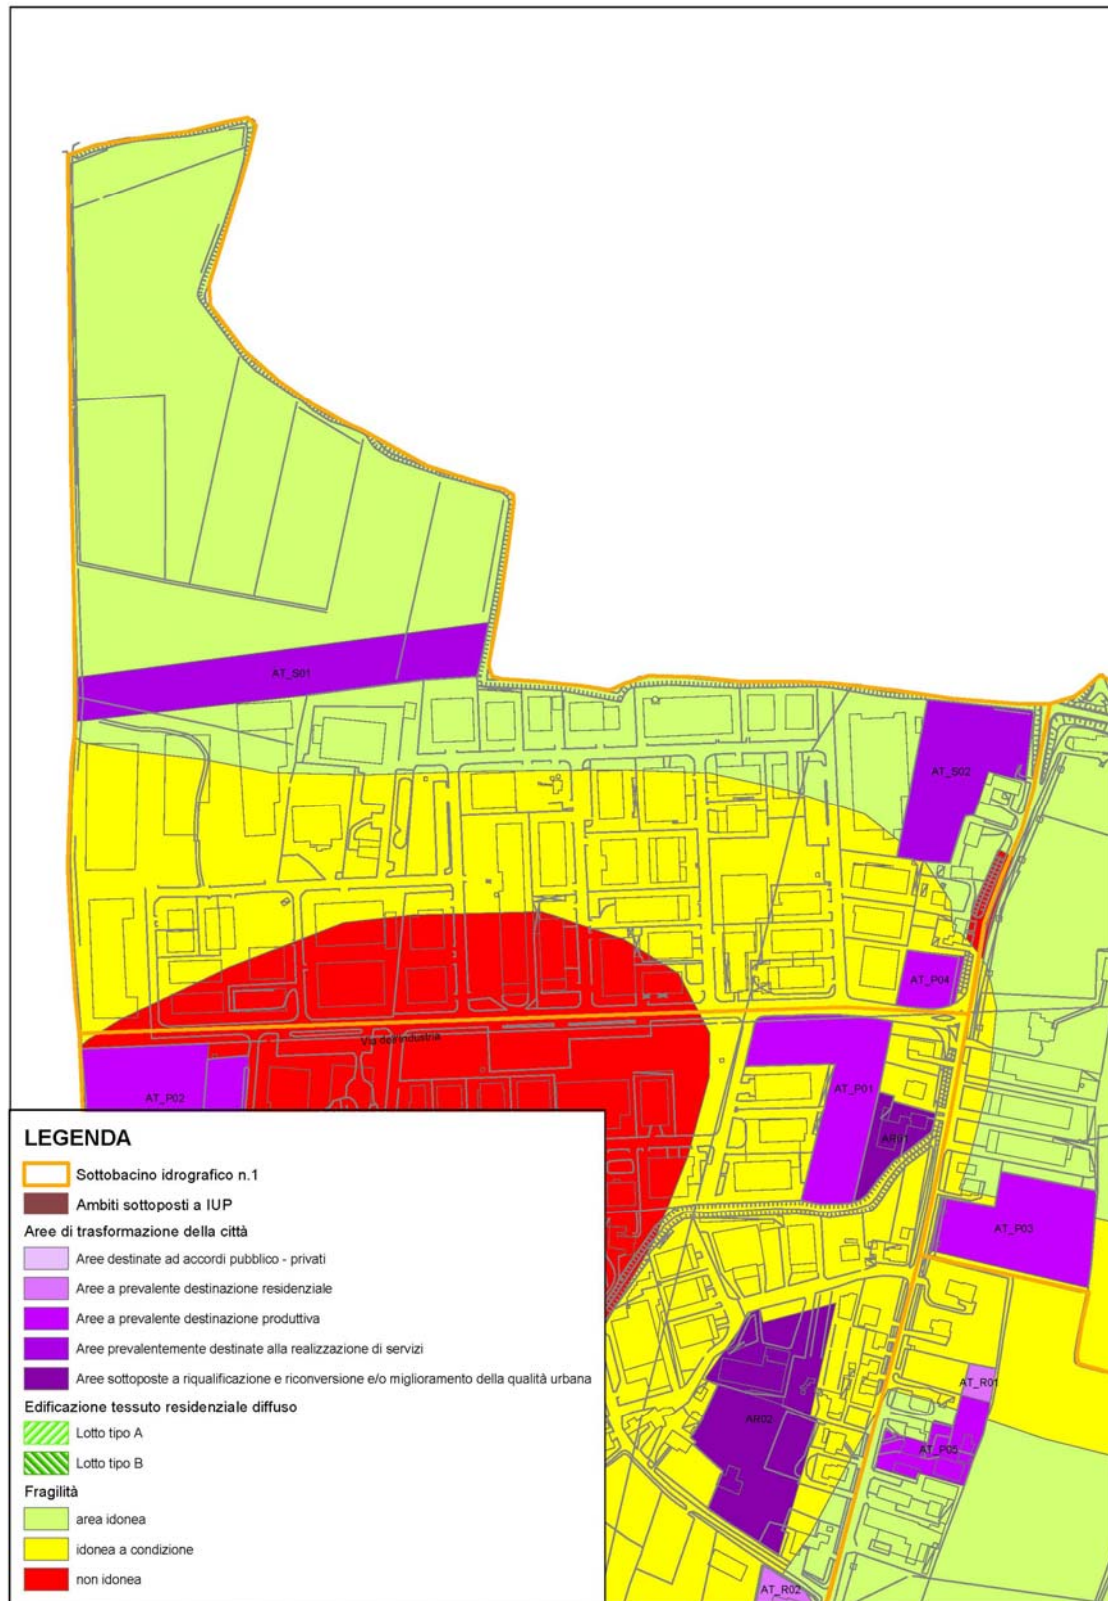 AT_S01
AT_S02
AT_P04
Via dell'industria
AT_P02
AT_P01
AR01
AT_P03
AT_R01
AR02
AT_P05
AT_R02
LEGENDA
Sottobacino idrografico n.1
Ambiti sottoposti a IUP
Aree di trasformazione della città
Aree destinate ad accordi pubblico - privati
Aree a prevalente destinazione residenziale
Aree a prevalente destinazione produttiva
Aree prevalentemente destinate alla realizzazione di servizi
Aree sottoposte a riqualificazione e riconversione e/o miglioramento della qualità urbana
Edificazione tessuto residenziale diffuso
Lotto tipo A
Lotto tipo B
Fragilità
area idonea
idonea a condizione
non idonea